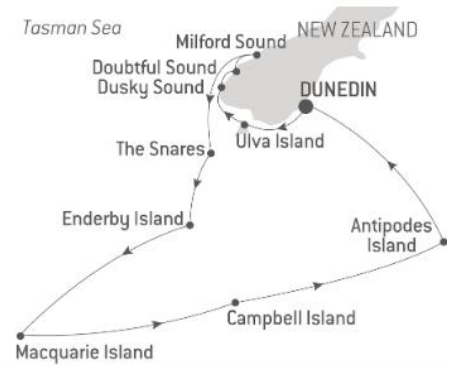 Tasman Sea
NEW ZEALAND
Milford Sound
Doubtful Sound
Dusky Sound
DUNEDIN
Ulva Island
The Snares
Enderby Island
Antipodes
Island
Campbell Island
Macquarie Island